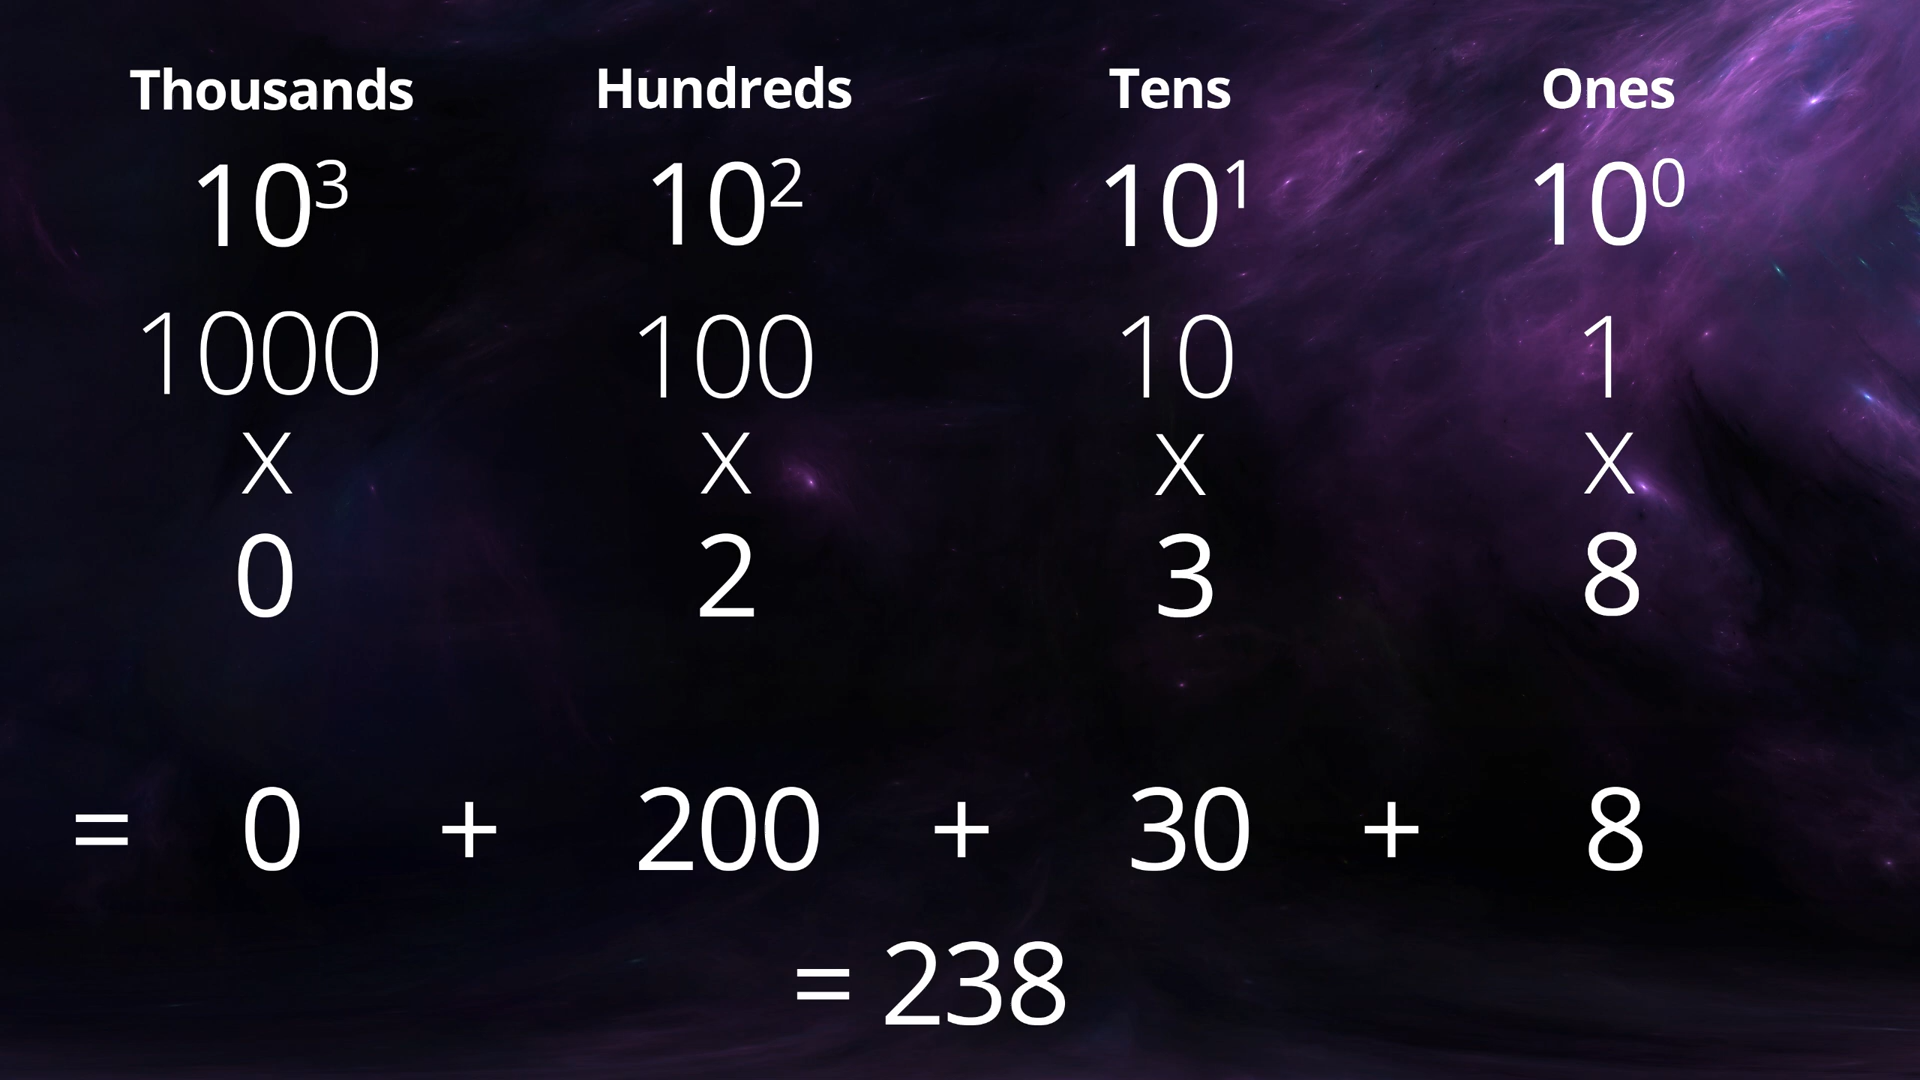 Thousands Hundreds Tens Ones
10³ 10² 10¹ 10⁰
1000 100 10 1
X X X X
0 2 3 8
= 0 + 200 + 30 + 8
= 238